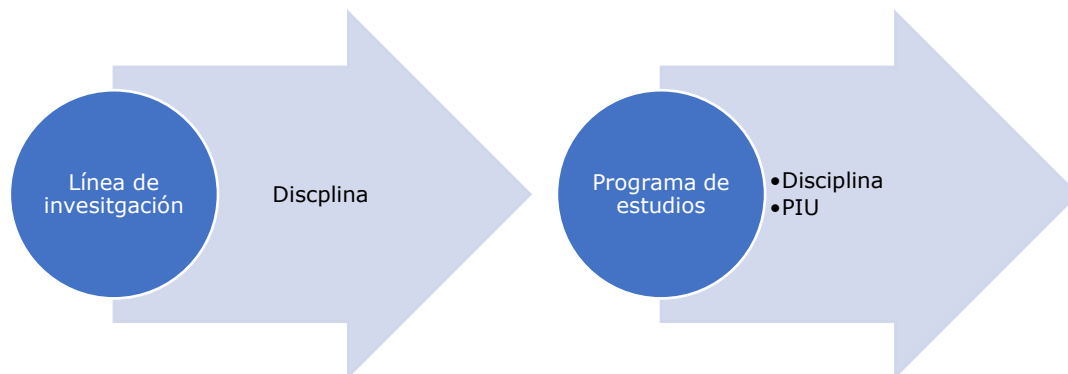 Línea de
invesitgación
Discplina
Programa de
estudios
•Disciplina
•PIU